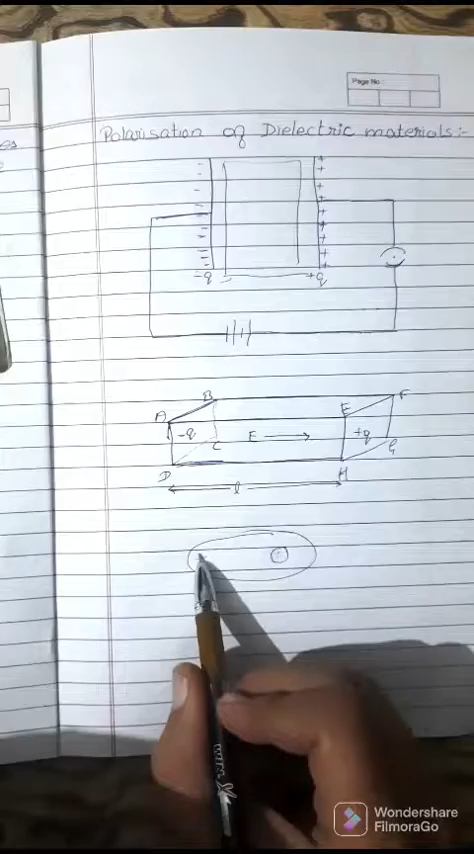 Page No.:
Polarisation of Dielectric materials:-
-q +q
B F
A E
-q E +q
C G
D H
l
+
Wondershare
FilmoraGo